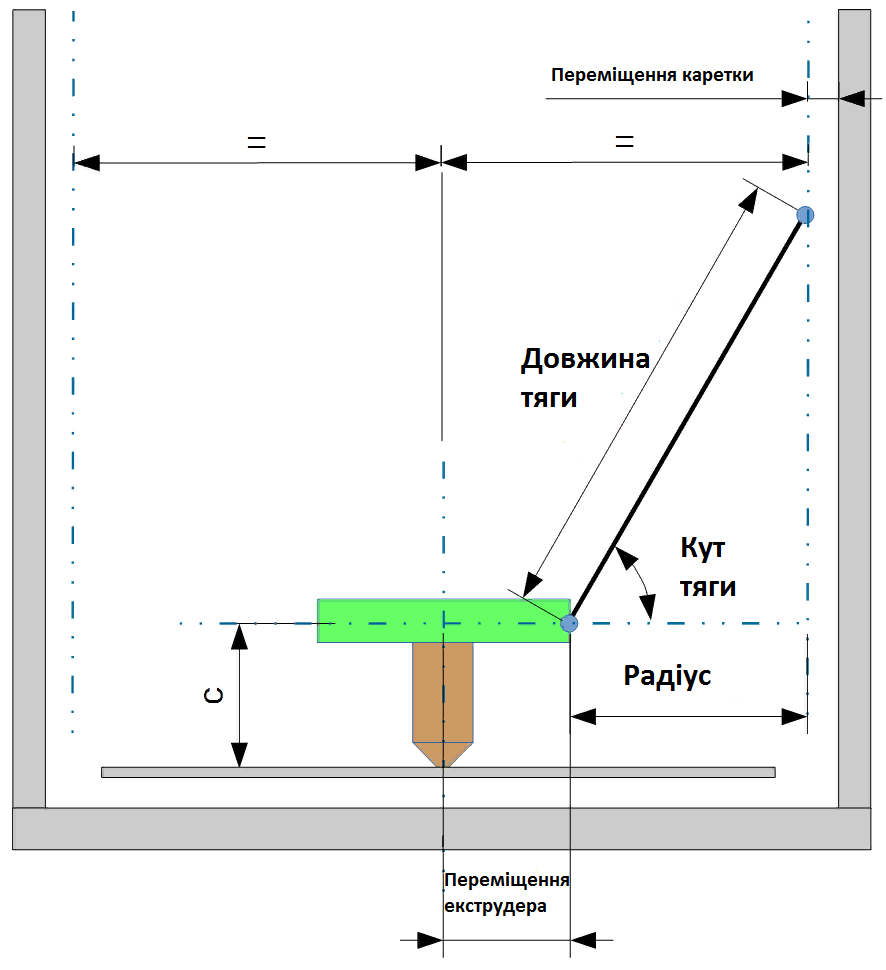 Переміщення каретки
=
=
Довжина
тяги
Кут
тяги
Радіус
C
Переміщення
екструдера